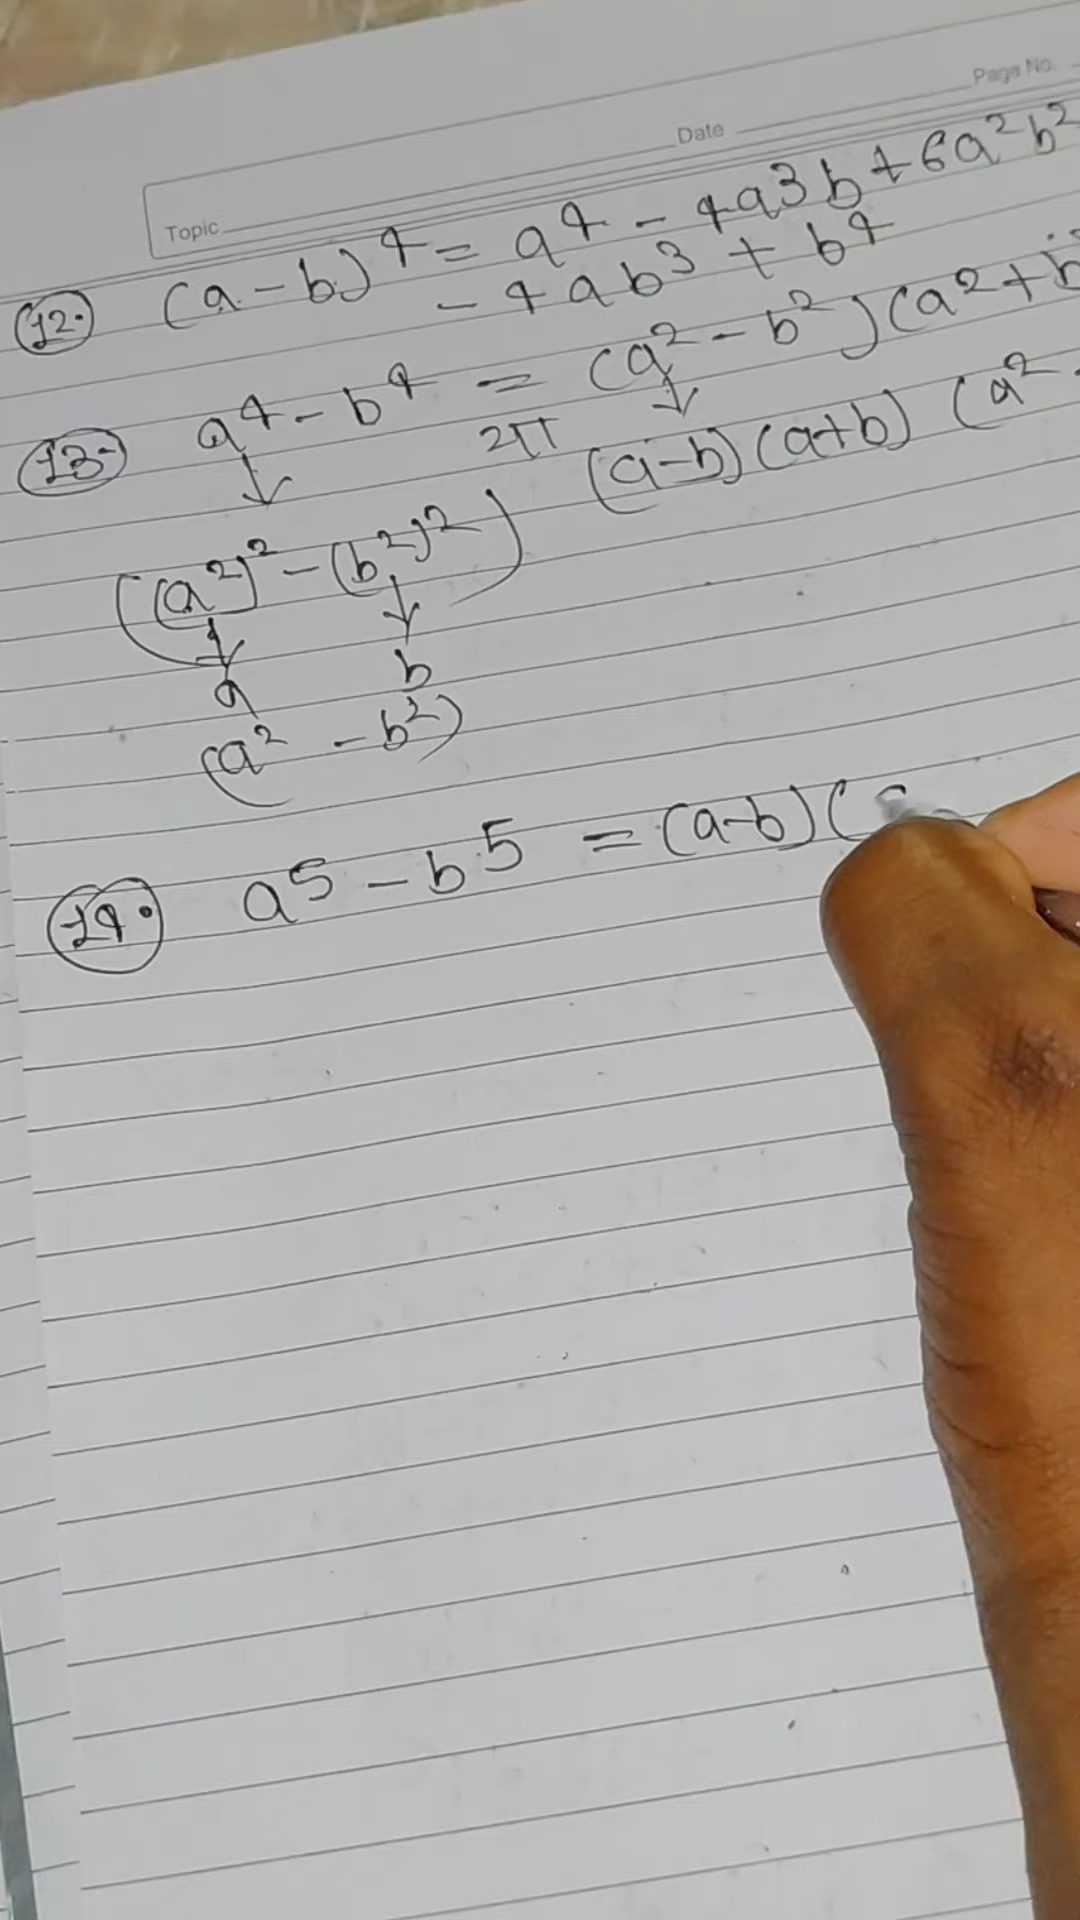 Page No.
Date
Topic
12. (a - b)⁴ = a⁴ - 4a³b + 6a²b²
- 4ab³ + b⁴
13. a⁴ - b⁴ = (a² - b²)(a² + b
(a-b)(a+b) (a²
((a²)² - (b²)²)
a b
(a² - b²)
14. a⁵ - b⁵ = (a-b)(